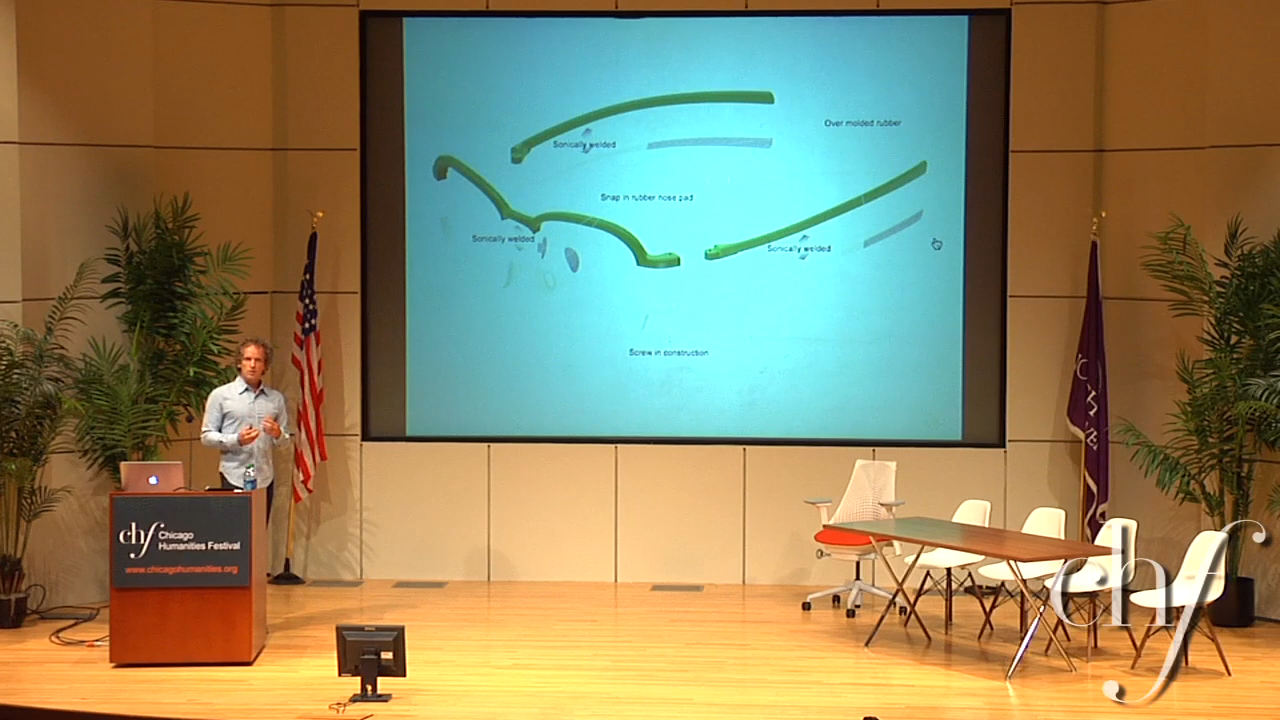 Over molded rubber
Sonically welded
Snap in rubber nose pad
Sonically welded
Sonically welded
Screw in construction
chf Chicago
Humanities Festival
www.chicagohumanities.org
chf